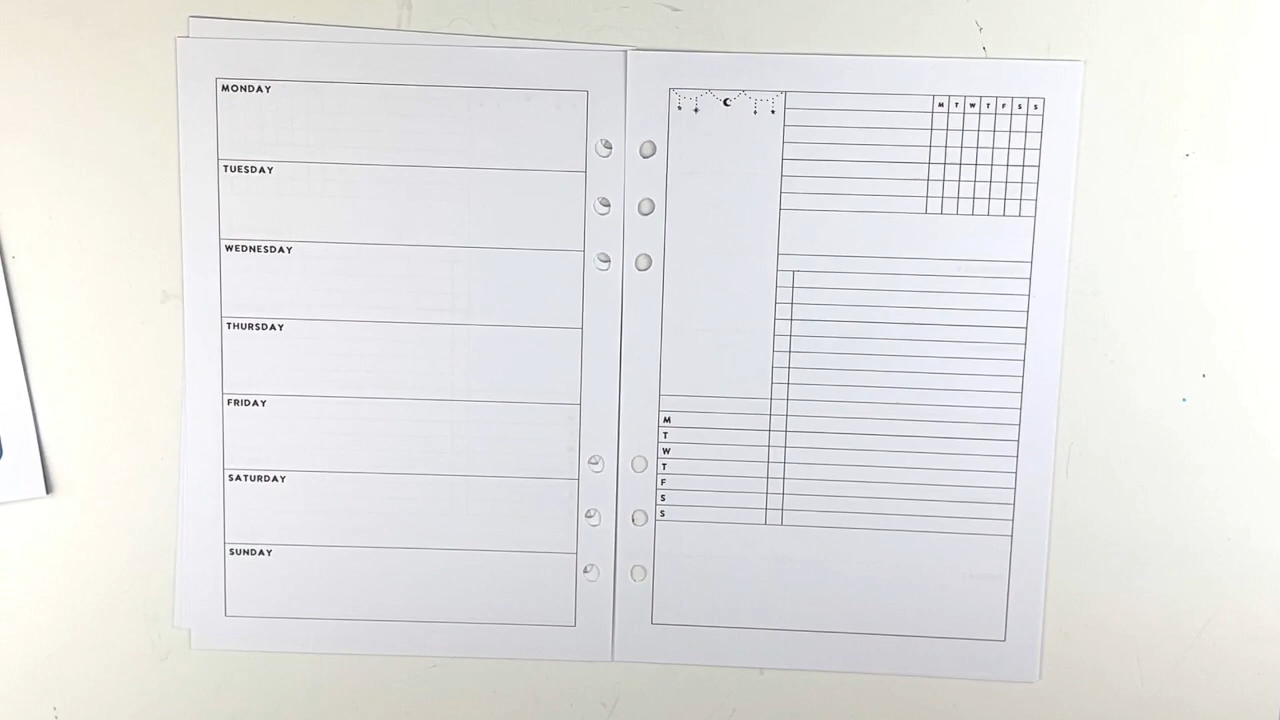 MONDAY
TUESDAY
WEDNESDAY
THURSDAY
FRIDAY
SATURDAY
SUNDAY
M T W T F S S
M
T
W
T
F
S
S